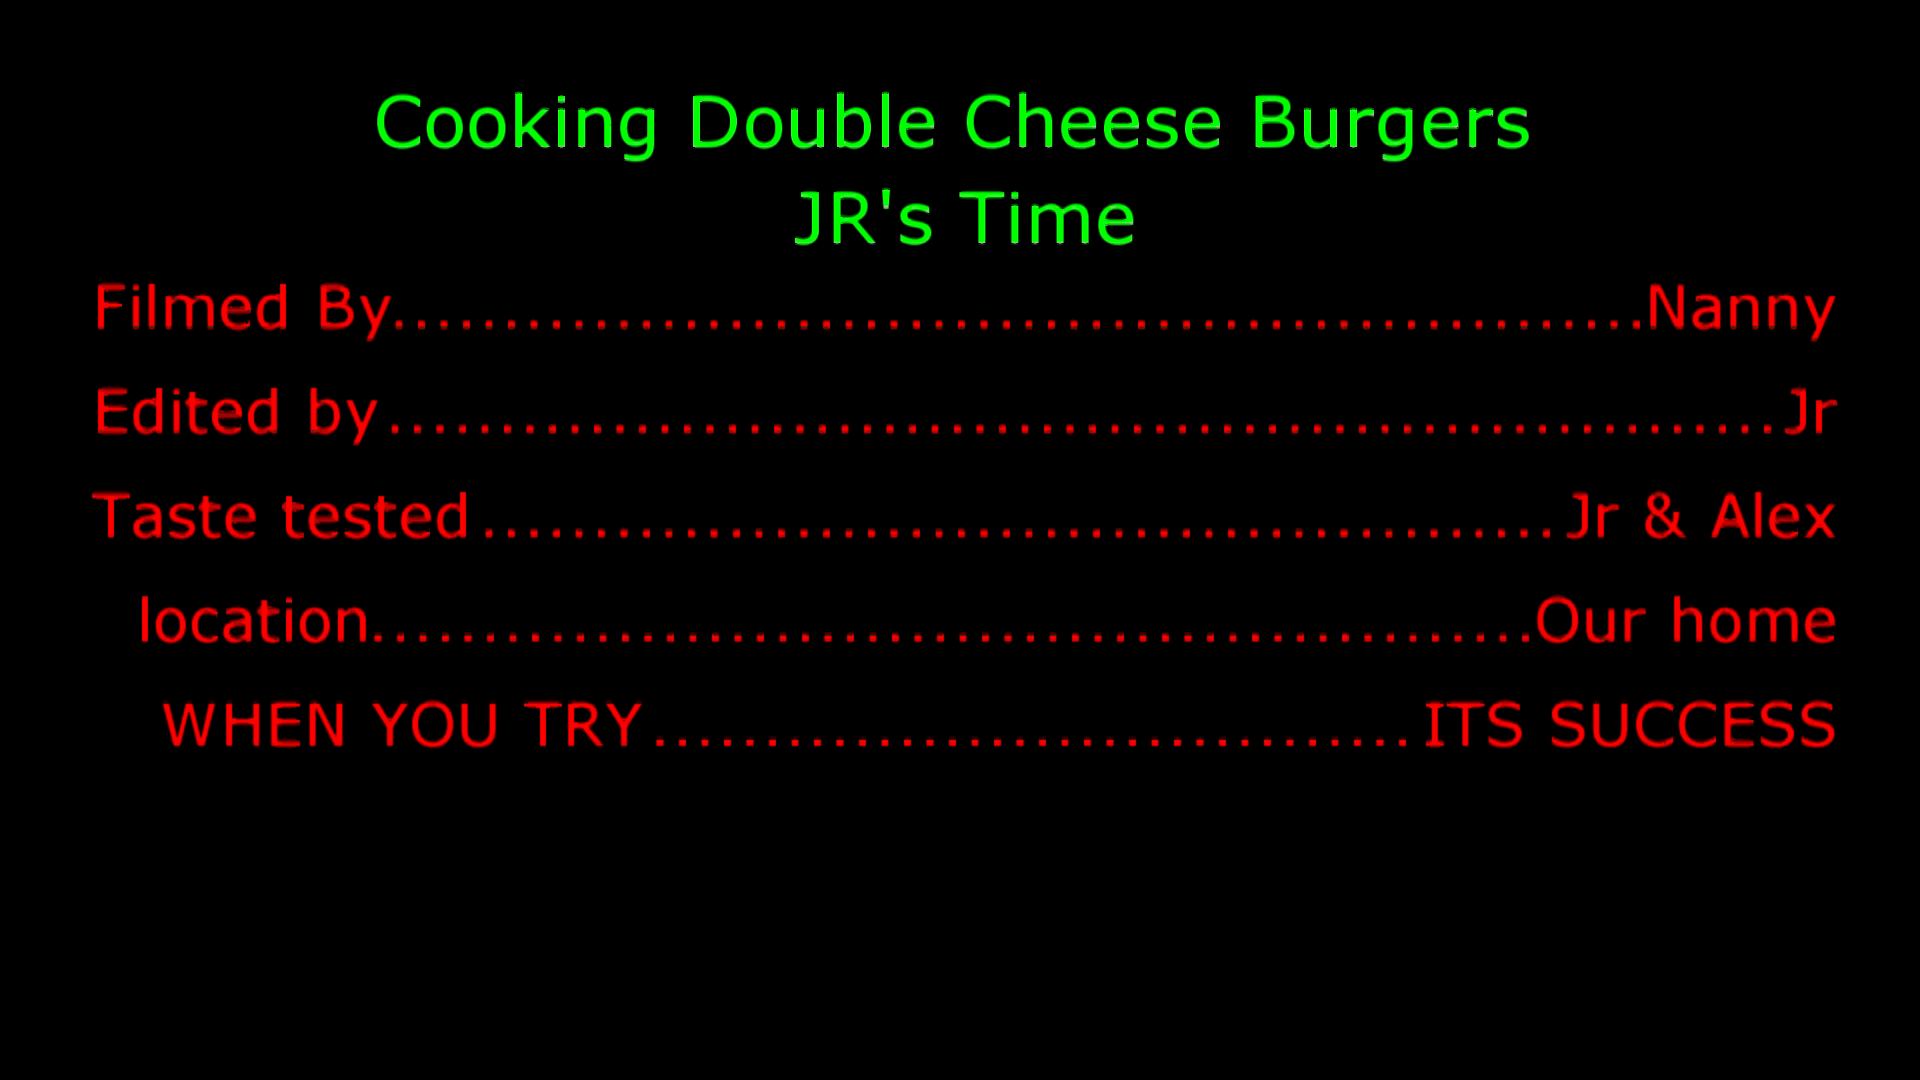 Cooking Double Cheese Burgers
JR's Time
Filmed By........................................................Nanny
Edited by..............................................................Jr
Taste tested................................................Jr & Alex
location....................................................Our home
WHEN YOU TRY..................................ITS SUCCESS